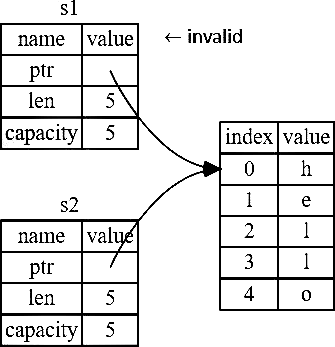 s1
name value
ptr
len 5
capacity 5
← invalid
s2
name value
ptr
len 5
capacity 5
index value
0 h
1 e
2 l
3 l
4 o